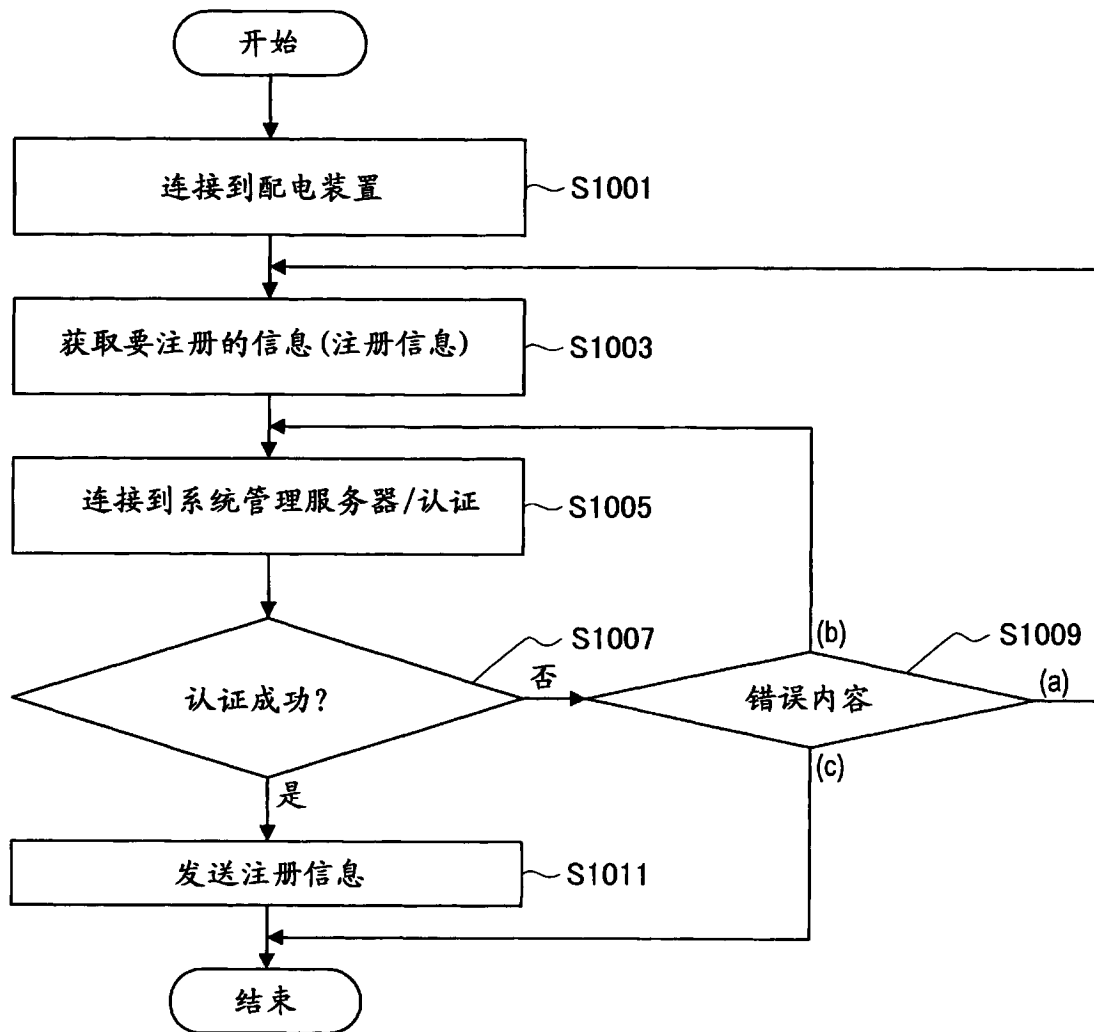 开始
连接到配电装置
S1001
获取要注册的信息(注册信息)
S1003
连接到系统管理服务器/认证
S1005
认证成功?
S1007
否
是
(b)
S1009
错误内容
(a)
(c)
发送注册信息
S1011
结束